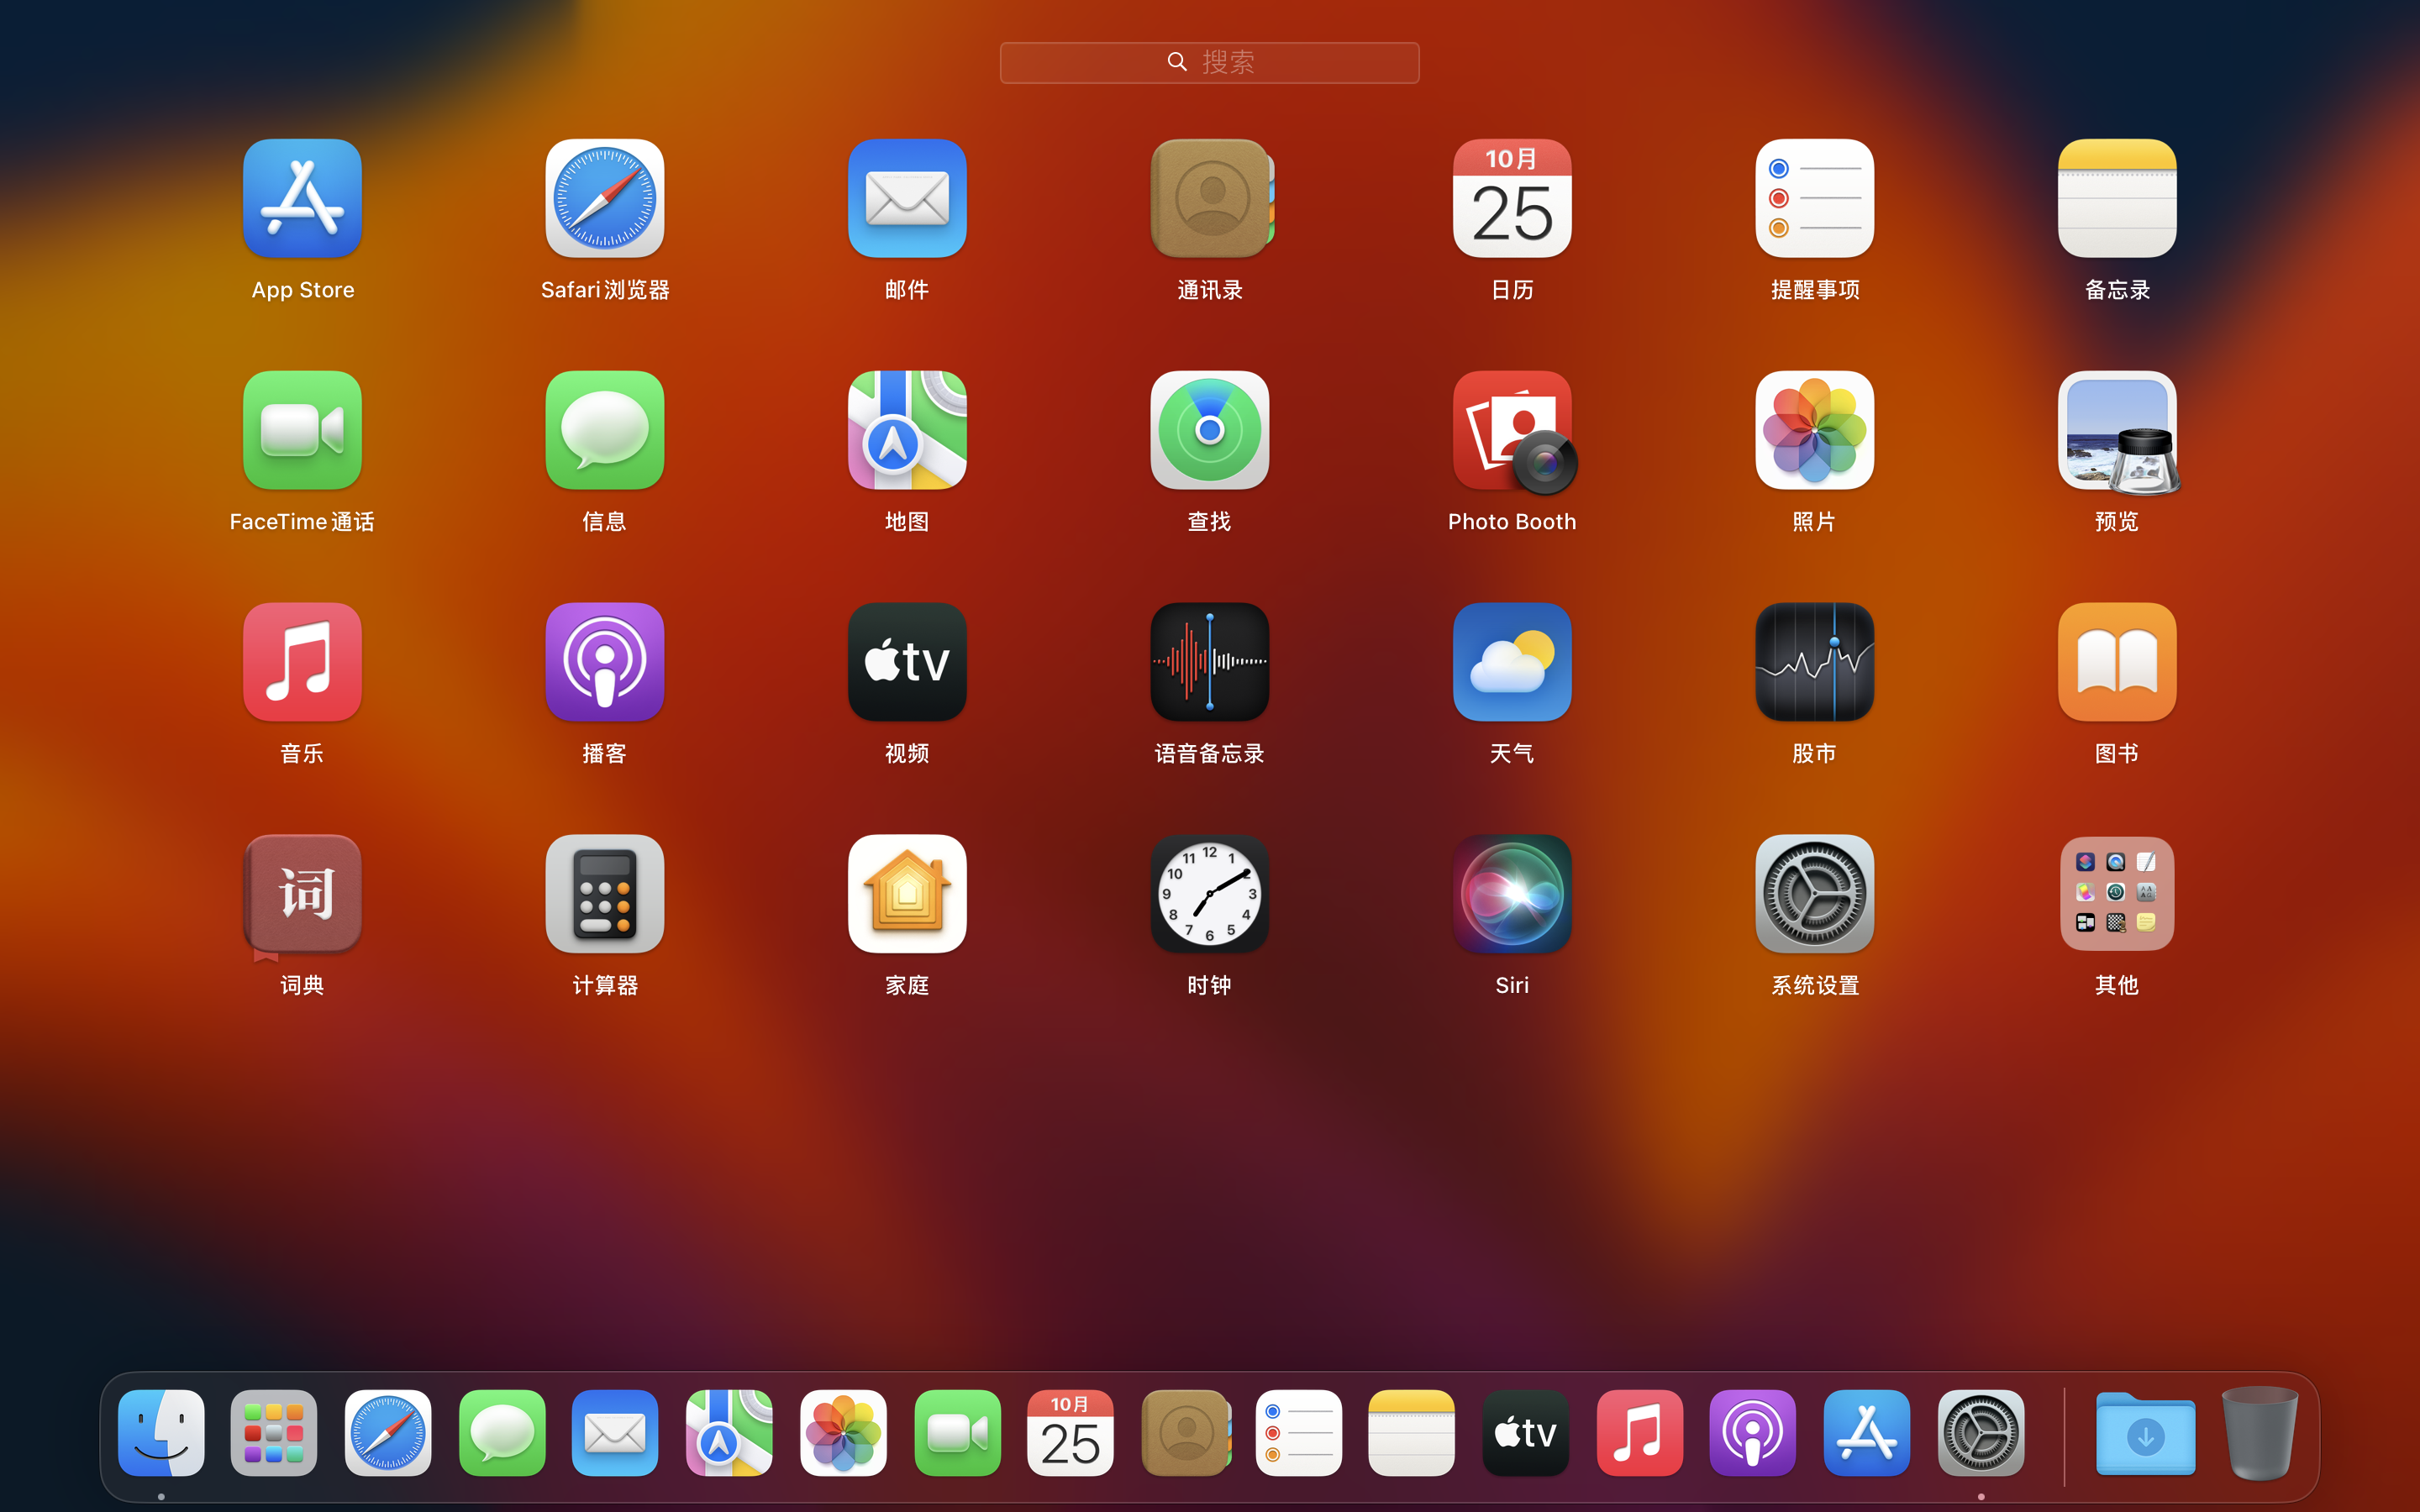 搜索
10月
25
App Store
Safari浏览器
邮件
通讯录
日历
提醒事项
备忘录
FaceTime通话
信息
地图
查找
Photo Booth
照片
预览
tv
音乐
播客
视频
语音备忘录
天气
股市
图书
词
12
11 1
10 2
9 3
8 4
7 5
6
词典
计算器
家庭
时钟
Siri
系统设置
其他
10月
25
tv